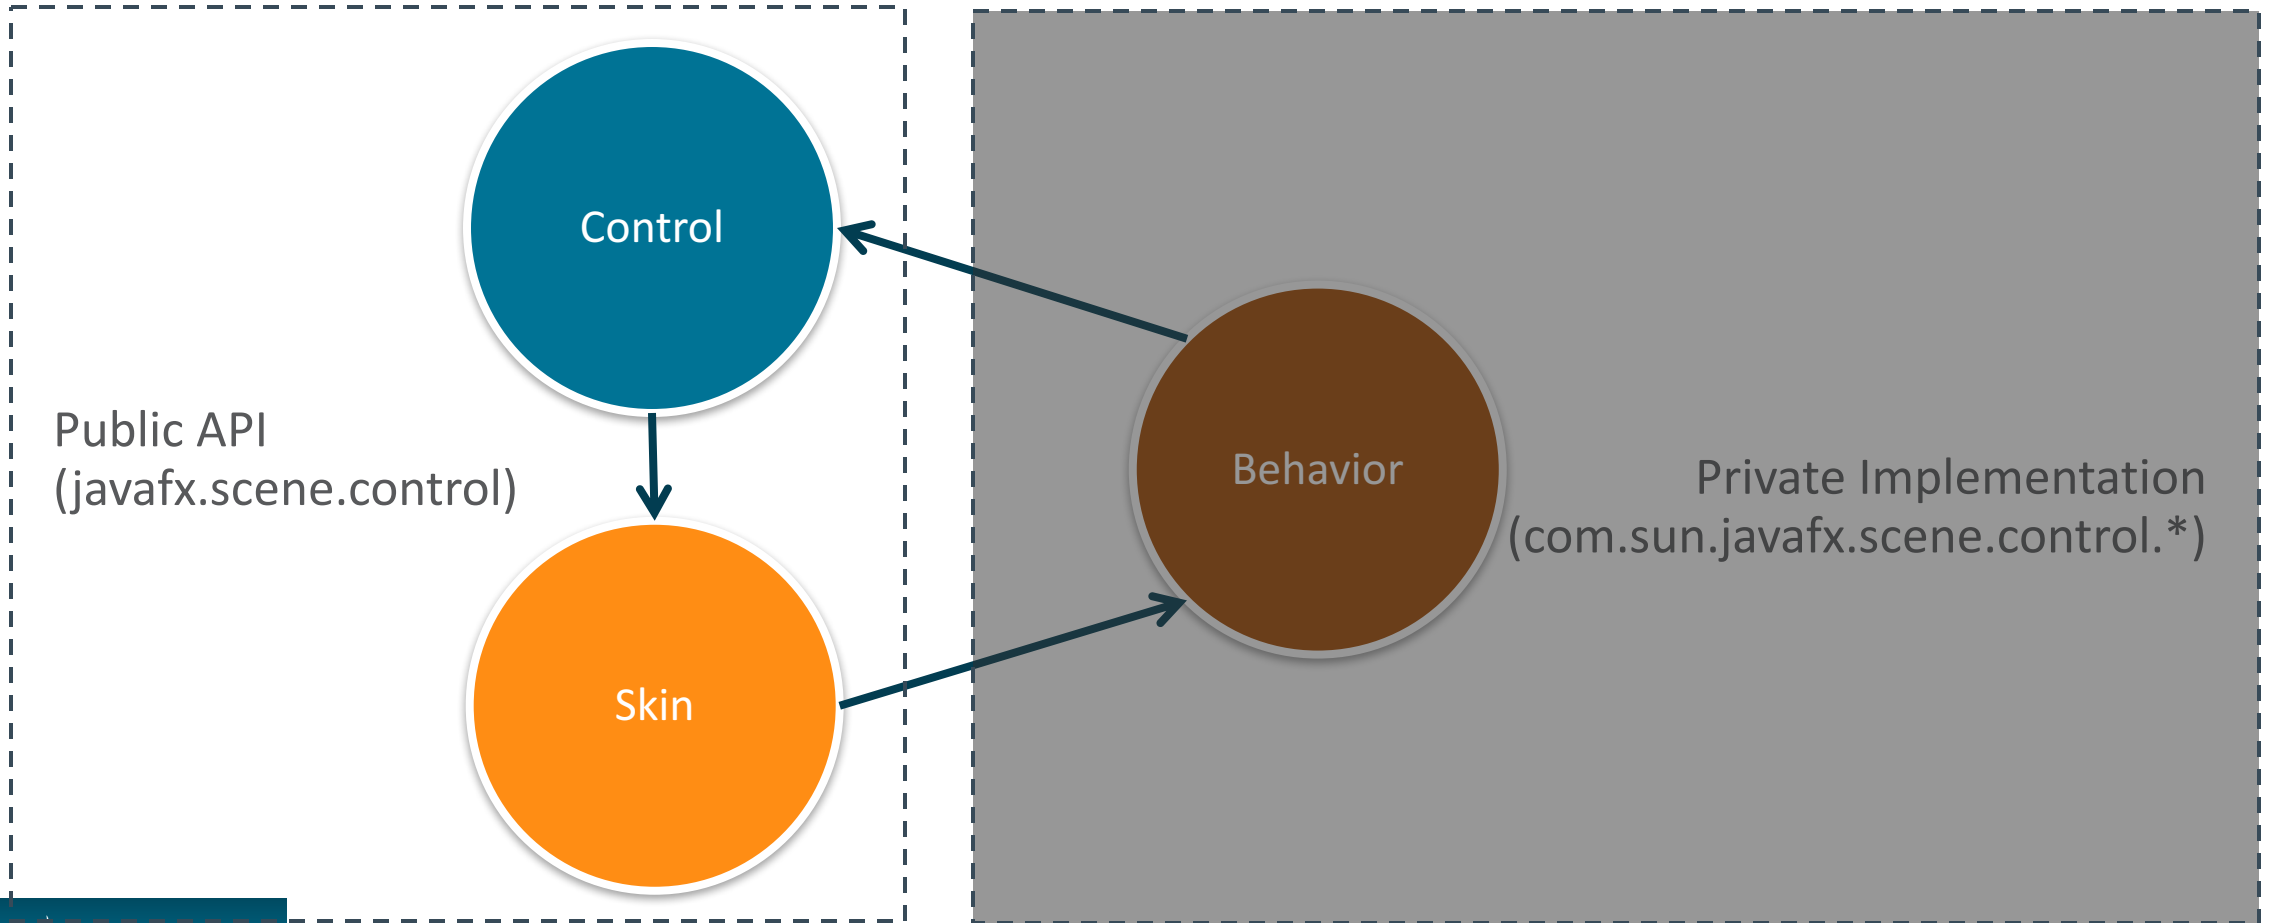 Control
Public API
(javafx.scene.control)
Behavior
Private Implementation
(com.sun.javafx.scene.control.*)
Skin